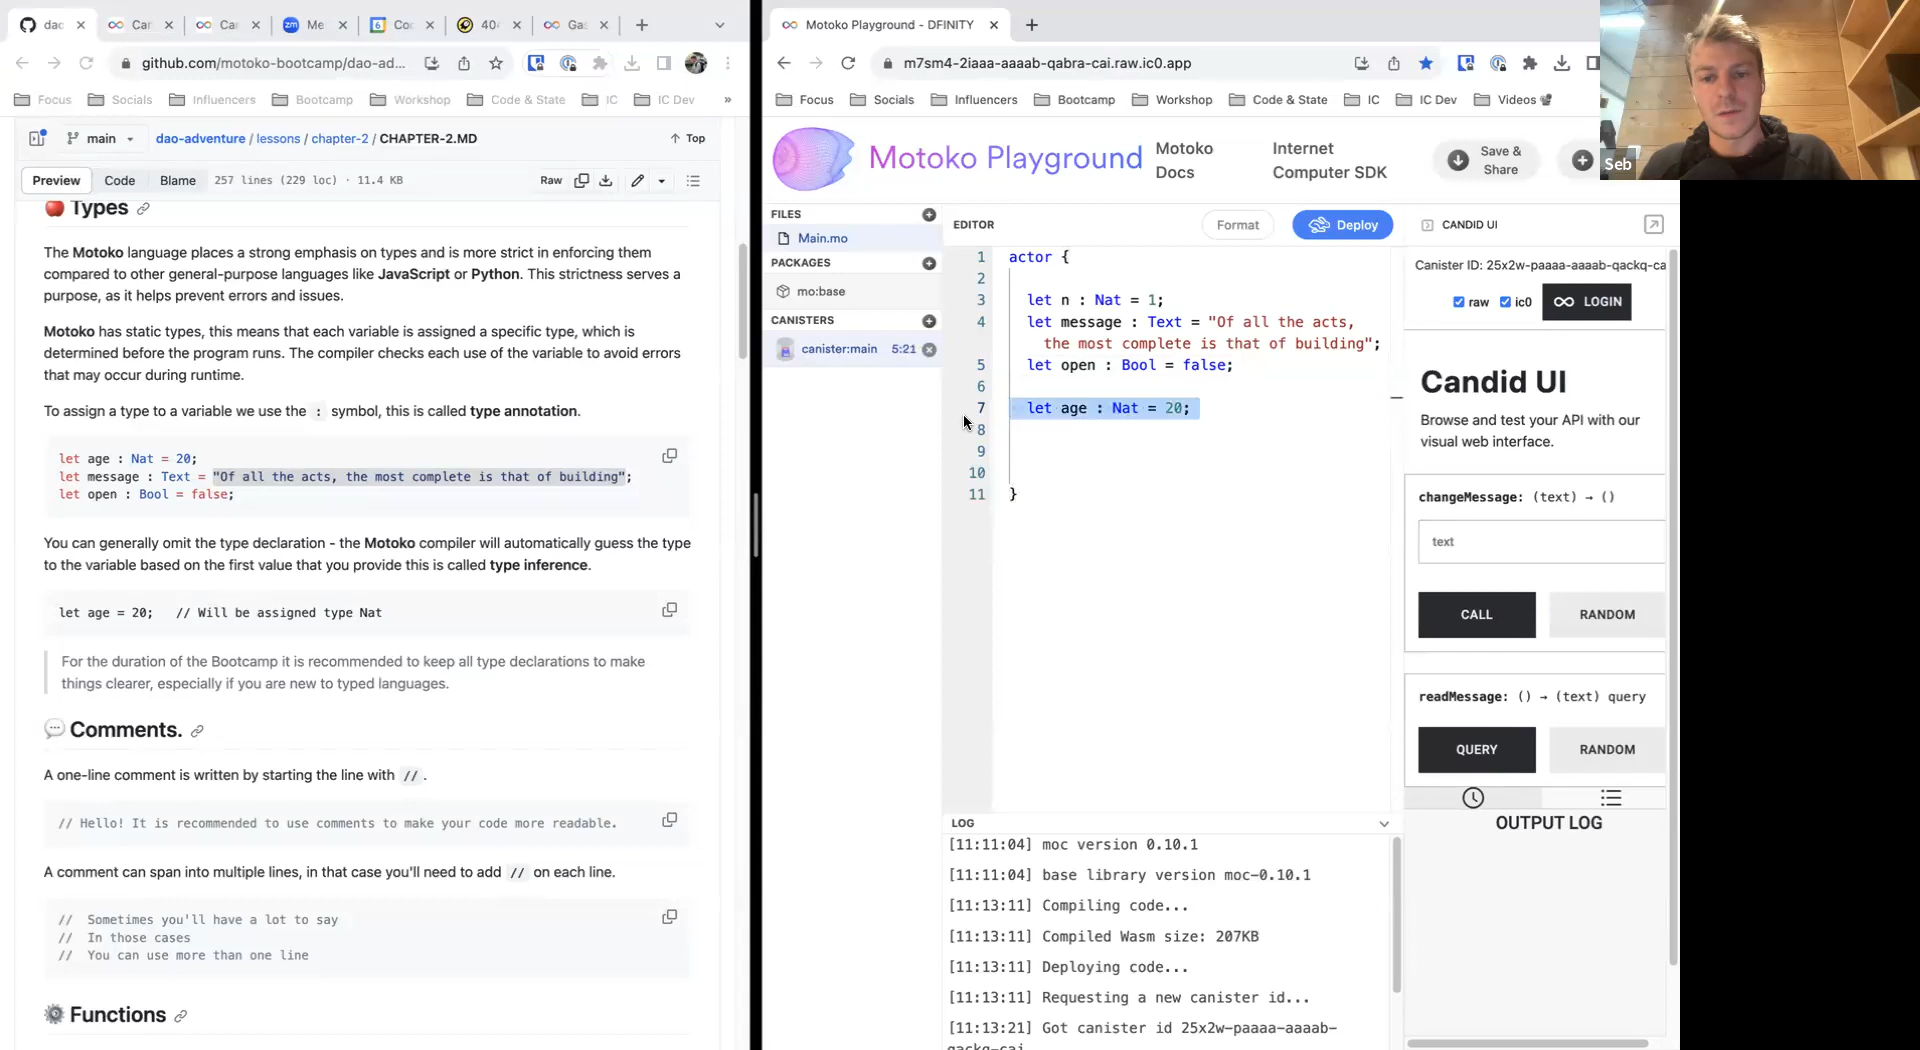 dao
Can
Can
Me
Coc
404
Gas
github.com/motoko-bootcamp/dao-ad...
Focus
Socials
Influencers
Bootcamp
Workshop
Code & State
IC
IC Dev
»
main
dao-adventure / lessons / chapter-2 / CHAPTER-2.MD
Top
Preview
Code
Blame
257 lines (229 loc) · 11.4 KB
Raw
Types
The Motoko language places a strong emphasis on types and is more strict in enforcing them
compared to other general-purpose languages like JavaScript or Python. This strictness serves a
purpose, as it helps prevent errors and issues.
Motoko has static types, this means that each variable is assigned a specific type, which is
determined before the program runs. The compiler checks each use of the variable to avoid errors
that may occur during runtime.
To assign a type to a variable we use the : symbol, this is called type annotation.
let age : Nat = 20;
let message : Text = "Of all the acts, the most complete is that of building";
let open : Bool = false;
You can generally omit the type declaration - the Motoko compiler will automatically guess the type
to the variable based on the first value that you provide this is called type inference.
let age = 20;   // Will be assigned type Nat
For the duration of the Bootcamp it is recommended to keep all type declarations to make
things clearer, especially if you are new to typed languages.
Comments.
A one-line comment is written by starting the line with // .
// Hello! It is recommended to use comments to make your code more readable.
A comment can span into multiple lines, in that case you'll need to add // on each line.
//  Sometimes you'll have a lot to say
//  In those cases
//  You can use more than one line
Functions
Motoko Playground - DFINITY
m7sm4-2iaaa-aaaab-qabra-cai.raw.ic0.app
Focus
Socials
Influencers
Bootcamp
Workshop
Code & State
IC
IC Dev
Videos
Motoko Playground
Motoko
Docs
Internet
Computer SDK
Save &
Share
Seb
FILES
Main.mo
PACKAGES
mo:base
CANISTERS
canister:main 5:21
EDITOR
Format
Deploy
1 actor {
2
3 let n : Nat = 1;
4 let message : Text = "Of all the acts,
the most complete is that of building";
5 let open : Bool = false;
6
7 let age : Nat = 20;
8
9
10
11 }
LOG
[11:11:04] moc version 0.10.1
[11:11:04] base library version moc-0.10.1
[11:13:11] Compiling code...
[11:13:11] Compiled Wasm size: 207KB
[11:13:11] Deploying code...
[11:13:11] Requesting a new canister id...
[11:13:21] Got canister id 25x2w-paaaa-aaaab-
qackq-cai
CANDID UI
Canister ID: 25x2w-paaaa-aaaab-qackq-ca
raw
ic0
LOGIN
Candid UI
Browse and test your API with our
visual web interface.
changeMessage: (text) → ()
text
CALL
RANDOM
readMessage: () → (text) query
QUERY
RANDOM
OUTPUT LOG